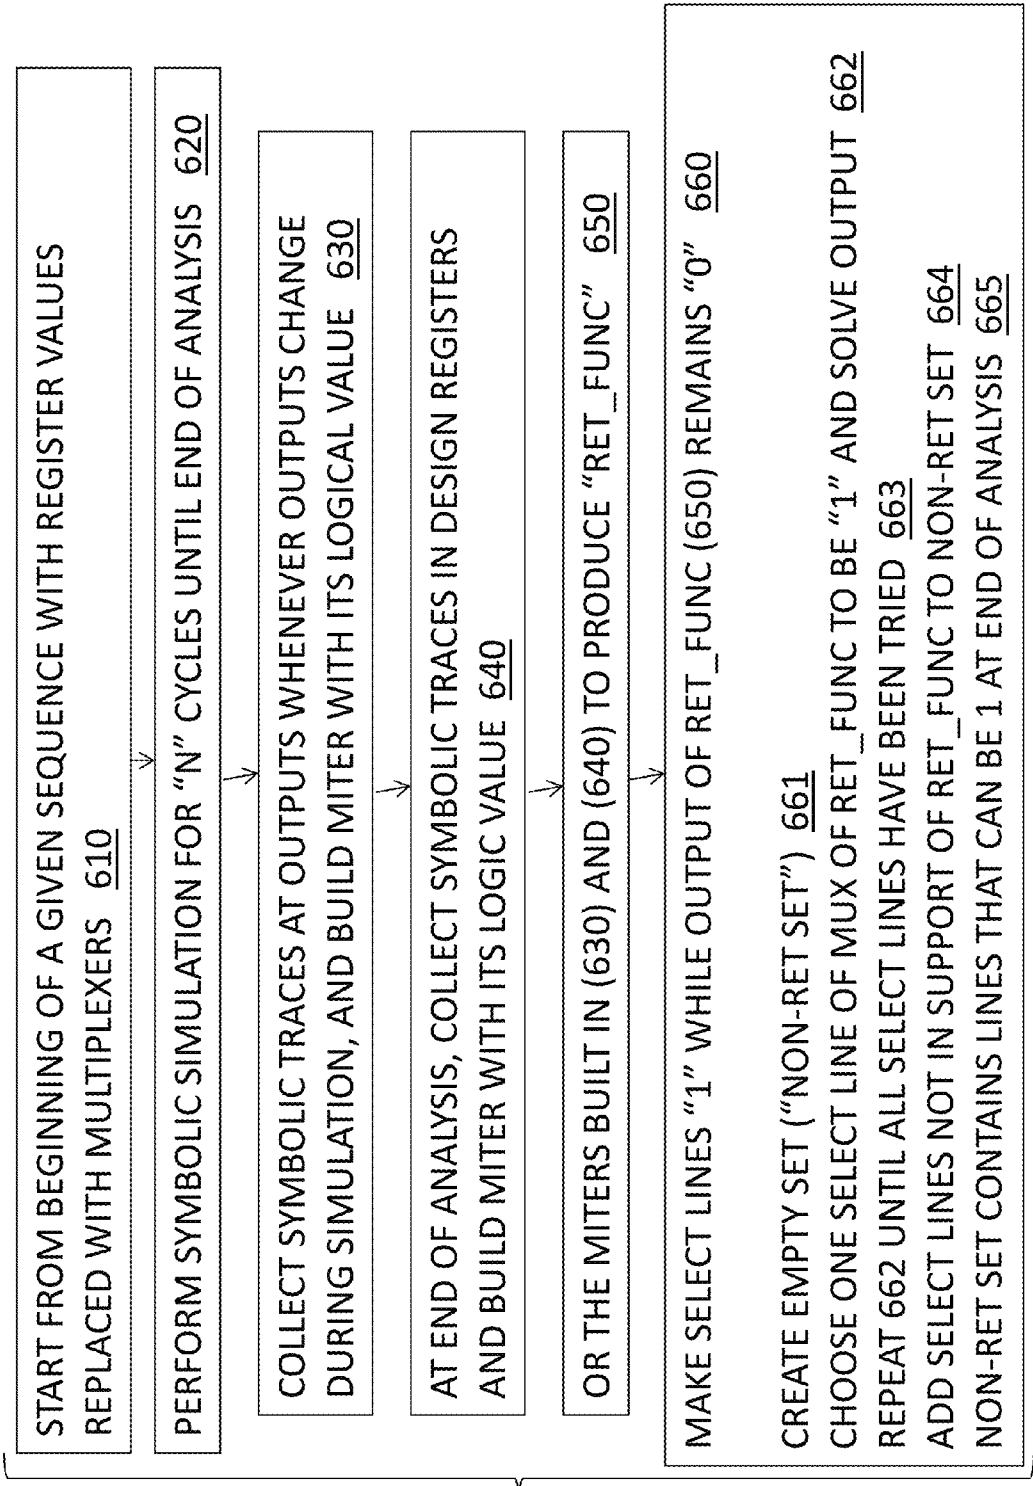 START FROM BEGINNING OF A GIVEN SEQUENCE WITH REGISTER VALUES
REPLACED WITH MULTIPLEXERS 610
PERFORM SYMBOLIC SIMULATION FOR “N” CYCLES UNTIL END OF ANALYSIS 620
COLLECT SYMBOLIC TRACES AT OUTPUTS WHENEVER OUTPUTS CHANGE
DURING SIMULATION, AND BUILD MITER WITH ITS LOGICAL VALUE 630
AT END OF ANALYSIS, COLLECT SYMBOLIC TRACES IN DESIGN REGISTERS
AND BUILD MITER WITH ITS LOGIC VALUE 640
OR THE MITERS BUILT IN (630) AND (640) TO PRODUCE “RET_FUNC” 650
MAKE SELECT LINES “1” WHILE OUTPUT OF RET_FUNC (650) REMAINS “0” 660
CREATE EMPTY SET (“NON-RET SET”) 661
CHOOSE ONE SELECT LINE OF MUX OF RET_FUNC TO BE “1” AND SOLVE OUTPUT 662
REPEAT 662 UNTIL ALL SELECT LINES HAVE BEEN TRIED 663
ADD SELECT LINES NOT IN SUPPORT OF RET_FUNC TO NON-RET SET 664
NON-RET SET CONTAINS LINES THAT CAN BE 1 AT END OF ANALYSIS 665